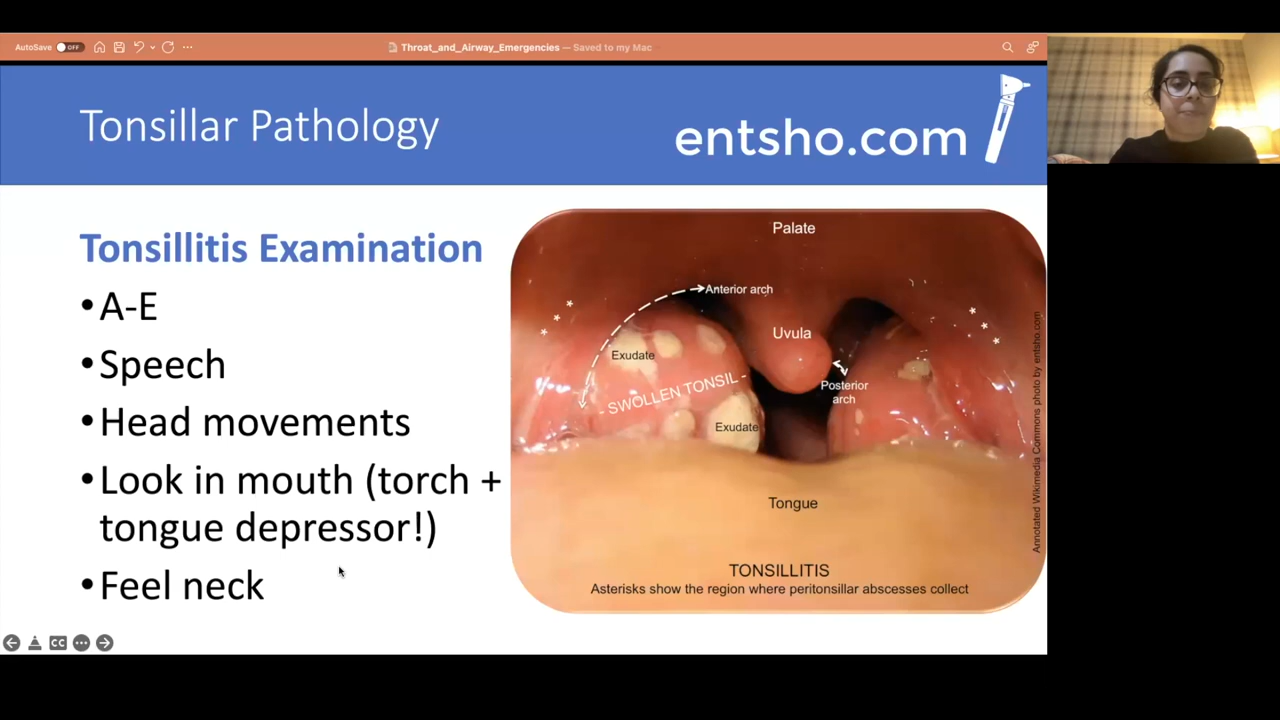 AutoSave OFF
Throat_and_Airway_Emergencies — Saved to my Mac
Tonsillar Pathology
entsho.com
Tonsillitis Examination
•A-E
•Speech
•Head movements
•Look in mouth (torch +
tongue depressor!)
•Feel neck
Palate
Anterior arch
Uvula
Exudate
- SWOLLEN TONSIL -
Posterior
arch
Exudate
Tongue
TONSILLITIS
Asterisks show the region where peritonsillar abscesses collect
Annotated Wikimedia Commons photo by entsho.com
CC